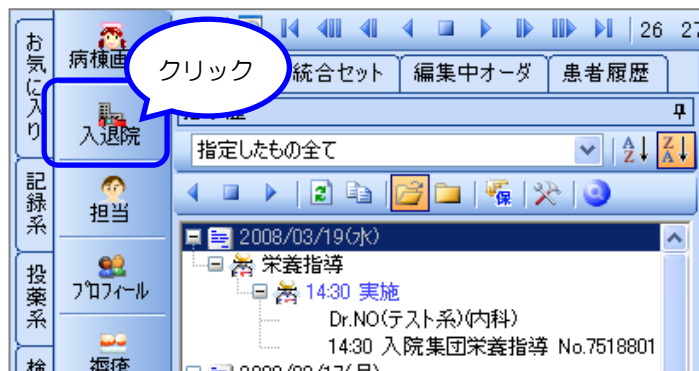 お気に入り
記録系
投薬系
検
病棟画
入退院
担当
プロフィール
褥瘡
クリック
26 27
統合セット
編集中オーダ
患者履歴
指定したもの全て
2008/03/19(水)
栄養指導
14:30 実施
Dr.NO(テスト系)(内科)
14:30 入院集団栄養指導 No.7518801